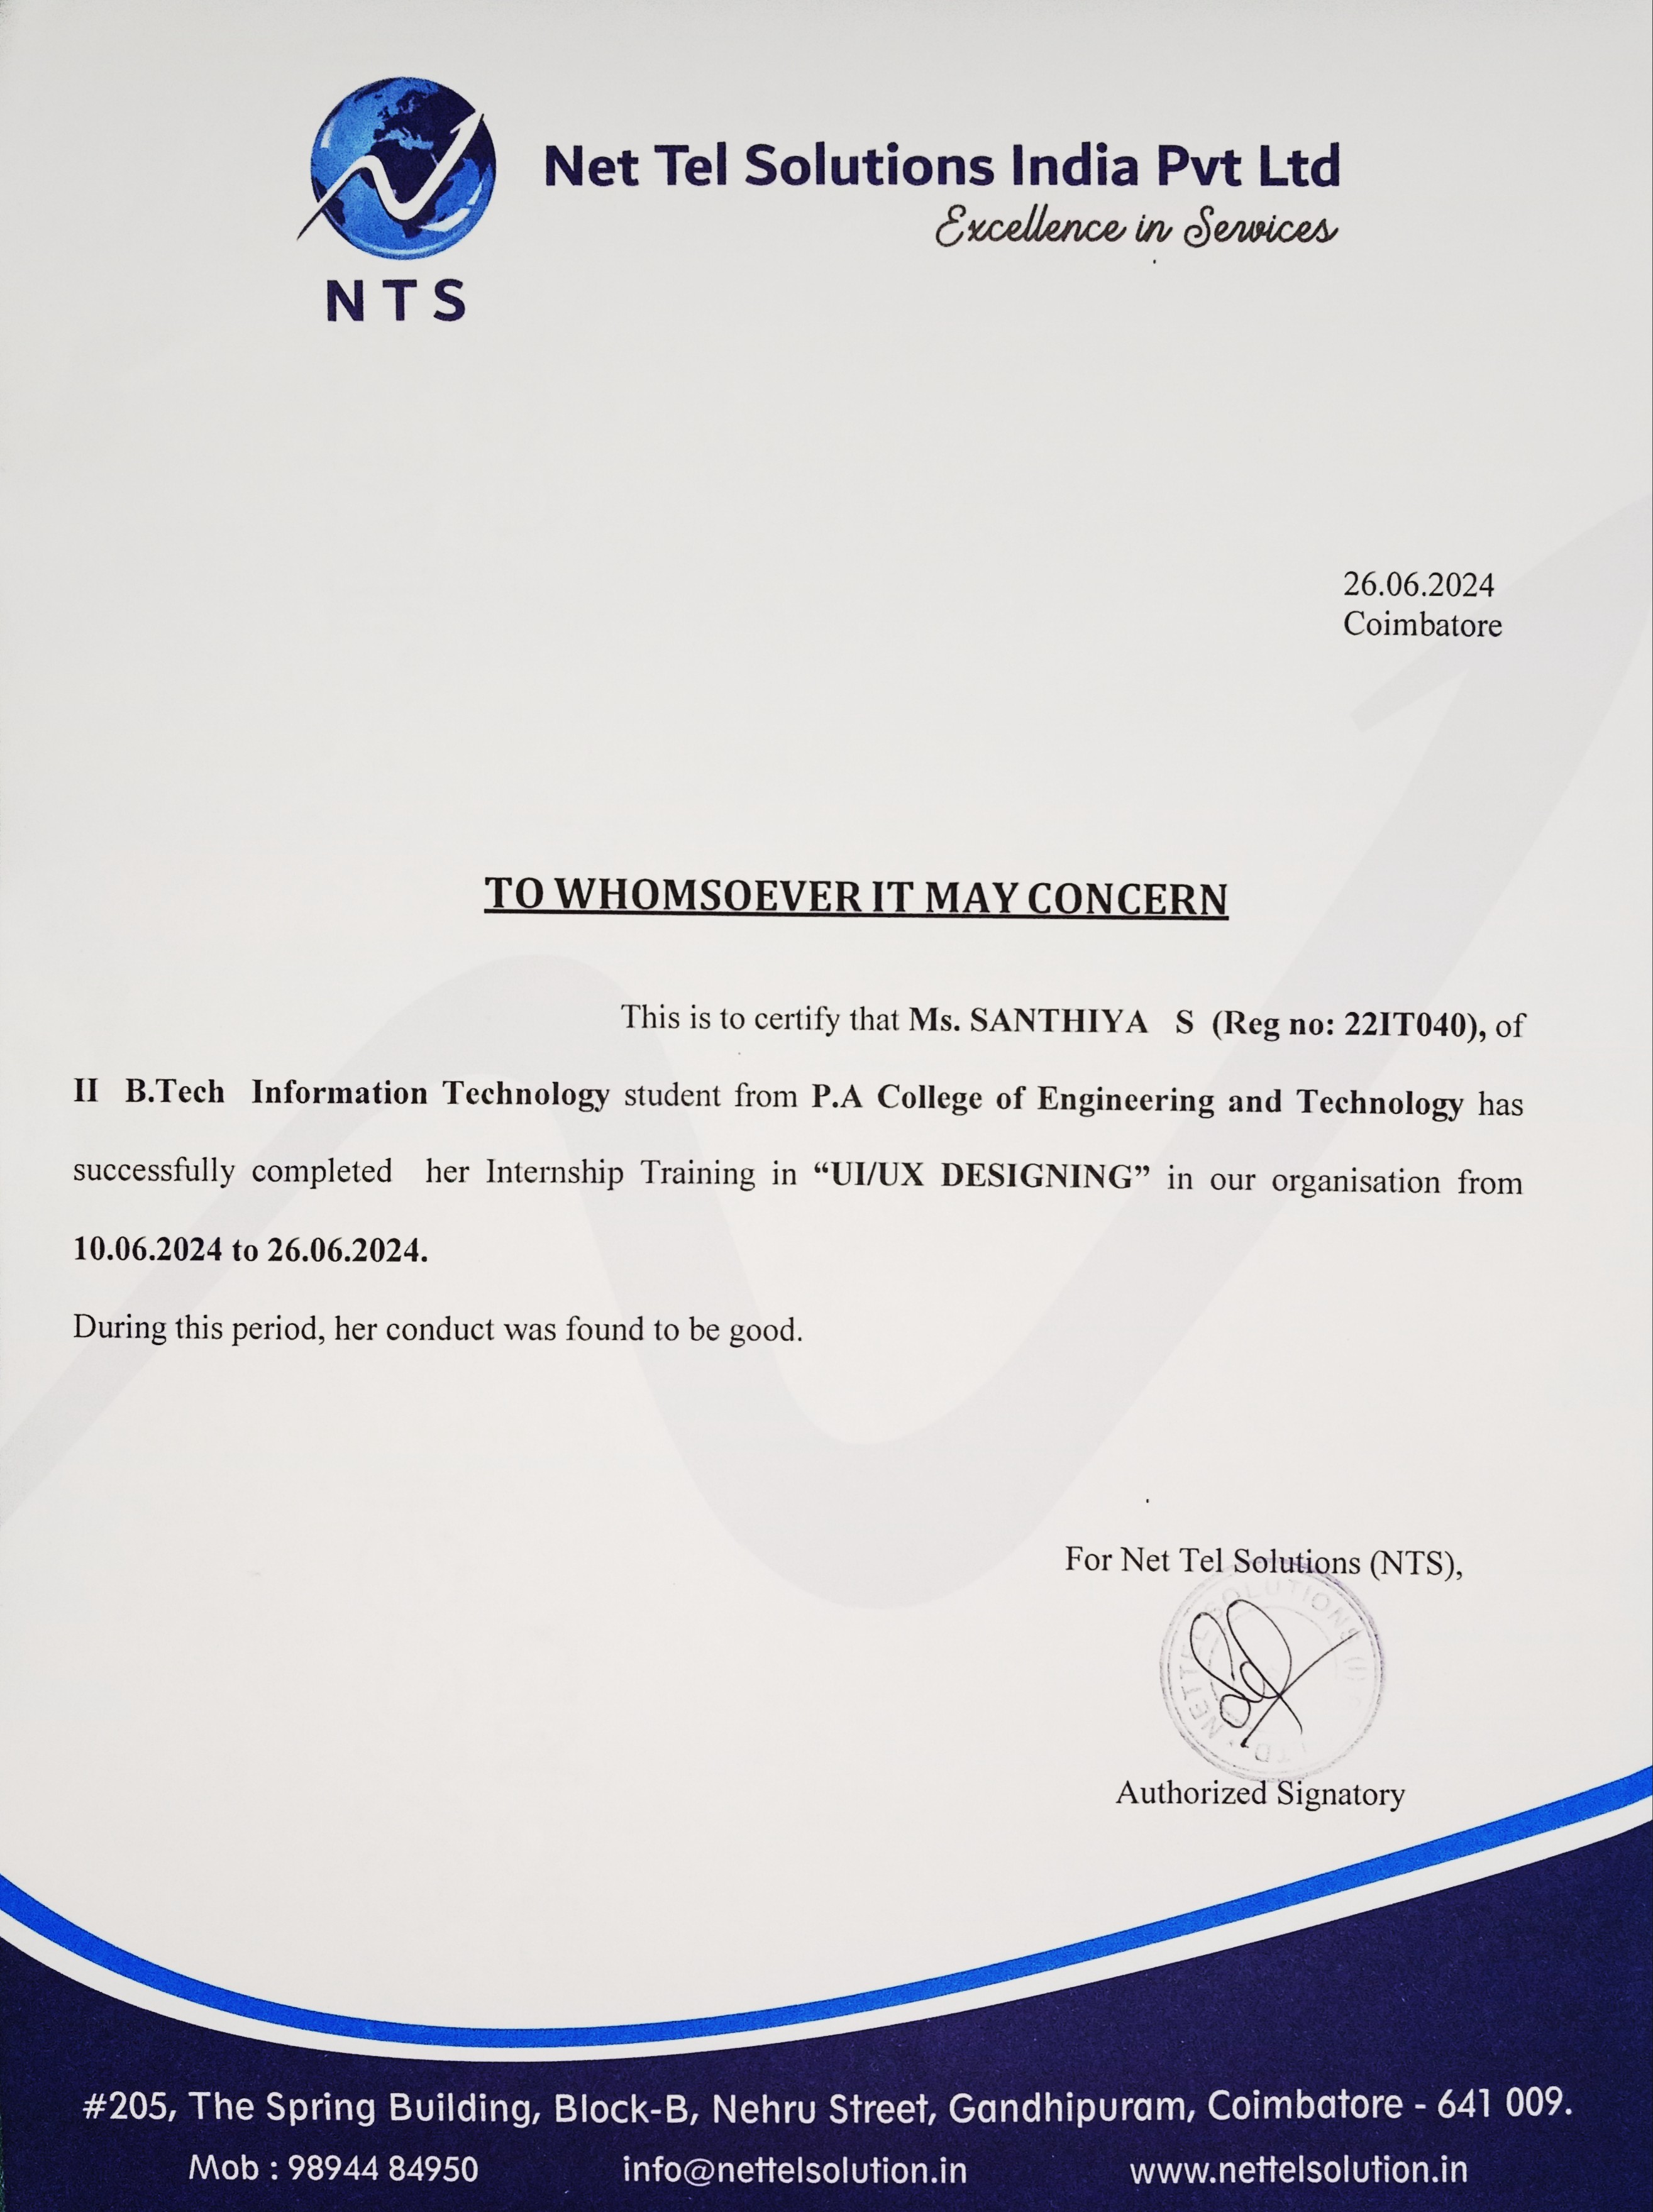 Net Tel Solutions India Pvt Ltd
Excellence in Services
NTS
26.06.2024
Coimbatore
TO WHOMSOEVER IT MAY CONCERN
This is to certify that Ms. SANTHIYA S (Reg no: 22IT040), of
II B.Tech Information Technology student from P.A College of Engineering and Technology has
successfully completed her Internship Training in “UI/UX DESIGNING” in our organisation from
10.06.2024 to 26.06.2024.
During this period, her conduct was found to be good.
For Net Tel Solutions (NTS),
SOLUTIONS
LTD
Authorized Signatory
#205, The Spring Building, Block-B, Nehru Street, Gandhipuram, Coimbatore - 641 009.
Mob : 98944 84950 info@nettelsolution.in www.nettelsolution.in